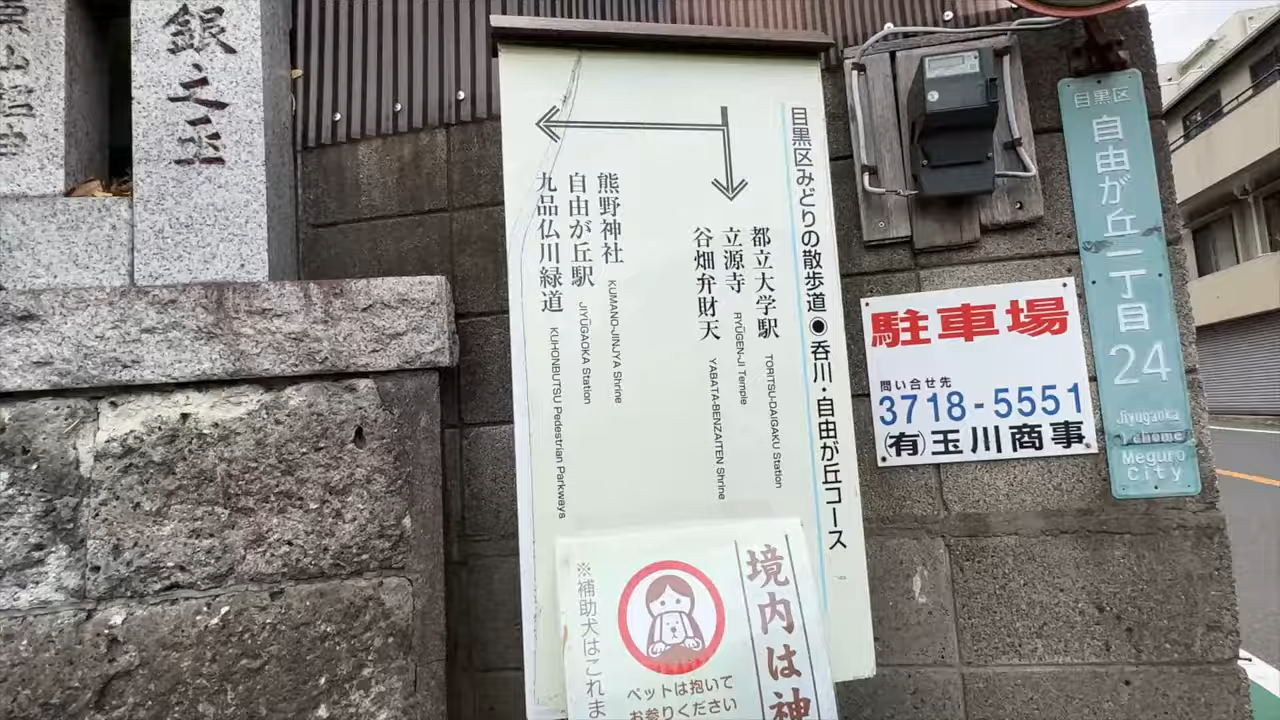 銀之玉
目黒区みどりの散歩道●呑川・自由が丘コース
都立大学駅 TORITSU-DAIGAKU Station
立源寺 RYŪGEN-JI Temple
谷畑弁財天 YABATA-BENZAITEN Shrine
熊野神社 KUMANO-JINJYA Shrine
自由が丘駅 JIYŪGAOKA Station
九品仏川緑道 KUHONBUTSU Pedestrian Parkways
境内は神
ペットは抱いて
お参りください
※補助犬はこれま
駐車場
問い合せ先
3718-5551
(有)玉川商事
目黒区
自由が丘一丁目
24
Jiyugaoka
1chome
Meguro
City